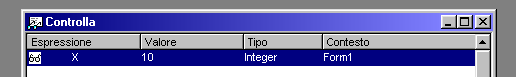 Controlla
Espressione Valore Tipo Contesto
X 10 Integer Form1